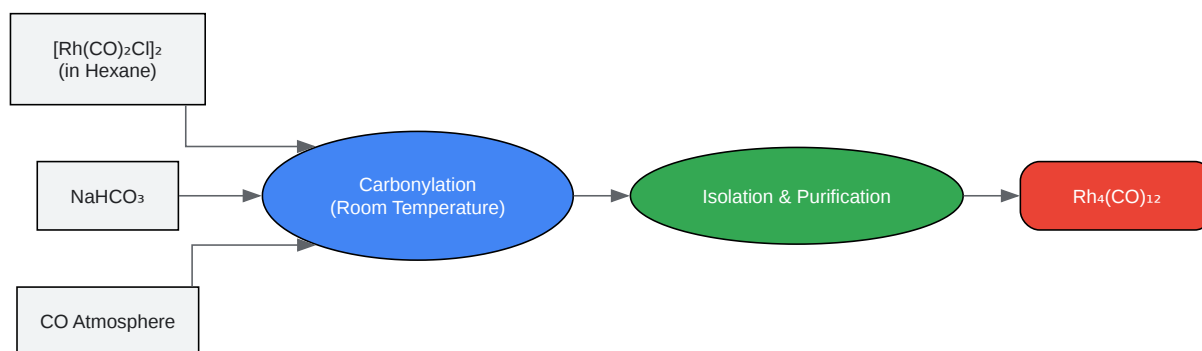 [Rh(CO)₂Cl]₂
(in Hexane)
NaHCO₃
CO Atmosphere
Carbonylation
(Room Temperature)
Isolation & Purification
Rh₄(CO)₁₂